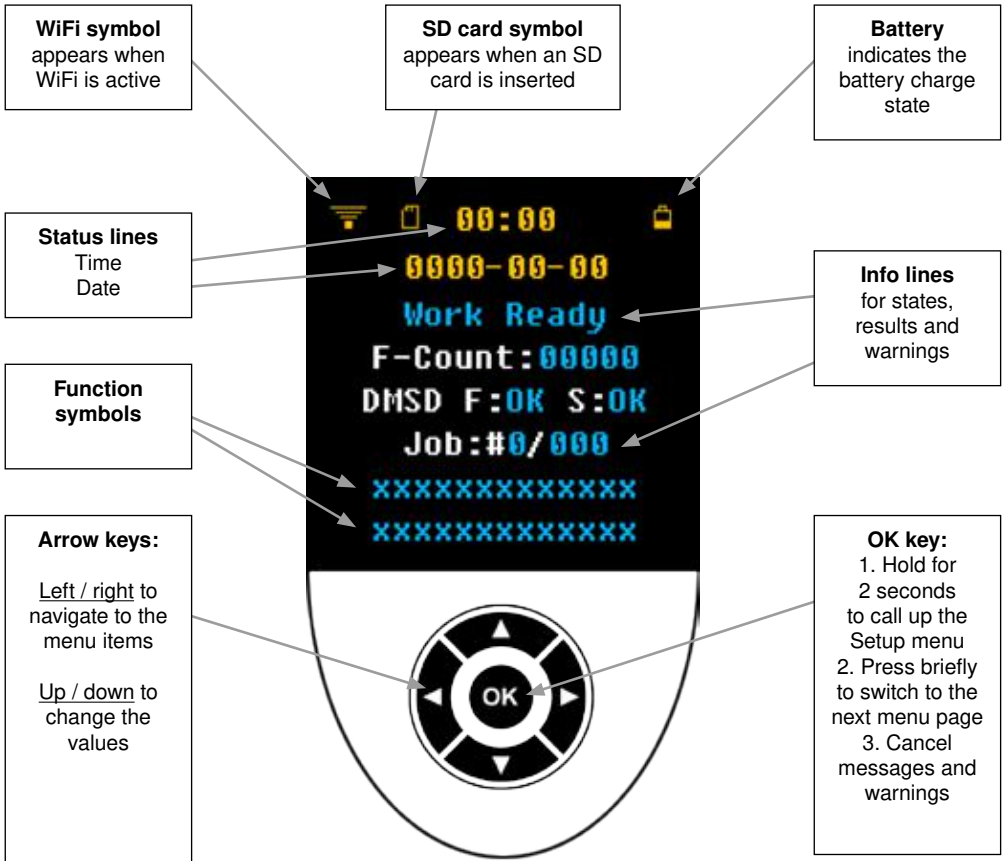 WiFi symbol
appears when
WiFi is active
SD card symbol
appears when an SD
card is inserted
Battery
indicates the
battery charge
state
Status lines
Time
Date
00:00
0000-00-00
Work Ready
F-Count:00000
DMSD F:OK S:OK
Job:#0/000
xxxxxxxxxxxxx
xxxxxxxxxxxxx
Info lines
for states,
results and
warnings
Function
symbols
Arrow keys:
Left / right to
navigate to the
menu items
Up / down to
change the
values
OK
OK key:
1. Hold for
2 seconds
to call up the
Setup menu
2. Press briefly
to switch to the
next menu page
3. Cancel
messages and
warnings